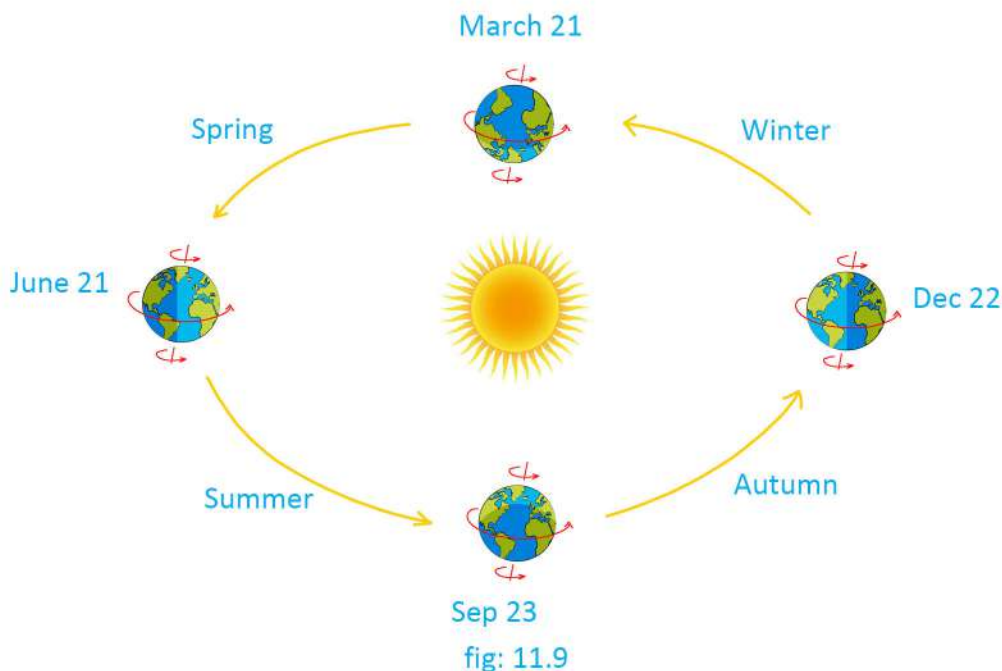 March 21
Spring
Winter
June 21
Dec 22
Summer
Autumn
Sep 23
fig: 11.9